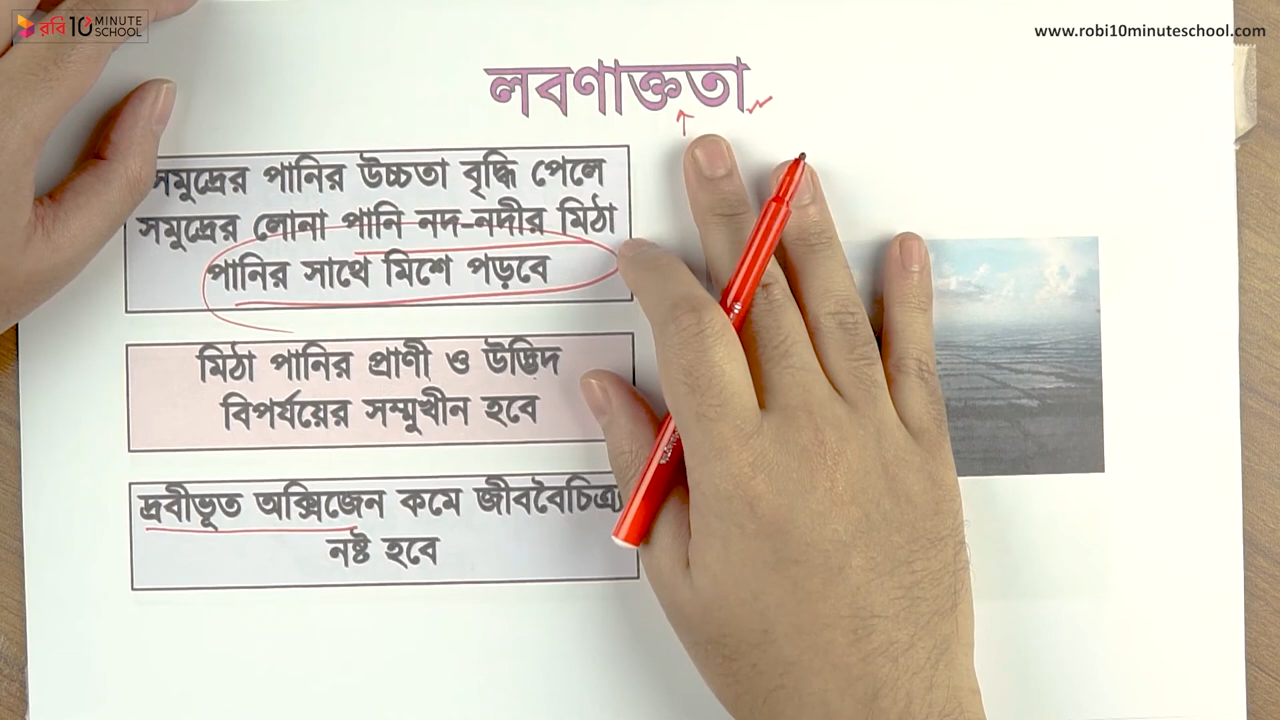 রবি 10 MINUTE SCHOOL
www.robi10minuteschool.com
লবণাক্ততা
সমুদ্রের পানির উচ্চতা বৃদ্ধি পেলে
সমুদ্রের লোনা পানি নদ-নদীর মিঠা
পানির সাথে মিশে পড়বে
মিঠা পানির প্রাণী ও উদ্ভিদ
বিপর্যয়ের সম্মুখীন হবে
দ্রবীভূত অক্সিজেন কমে জীববৈচিত্র্য
নষ্ট হবে